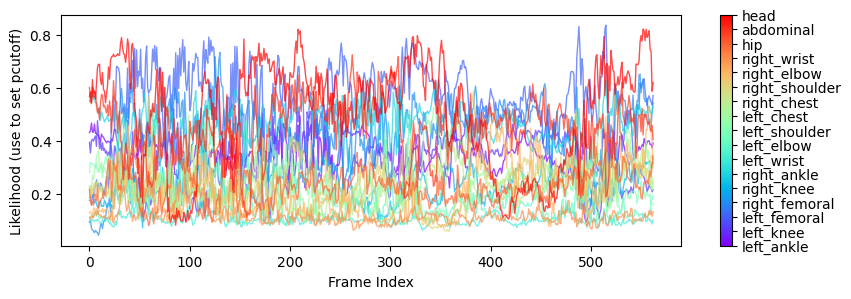 Likelihood (use to set pcutoff)
0.8
0.6
0.4
0.2
0
100
200
300
400
500
Frame Index
head
abdominal
hip
right_wrist
right_elbow
right_shoulder
right_chest
left_chest
left_shoulder
left_elbow
left_wrist
right_ankle
right_knee
right_femoral
left_femoral
left_knee
left_ankle